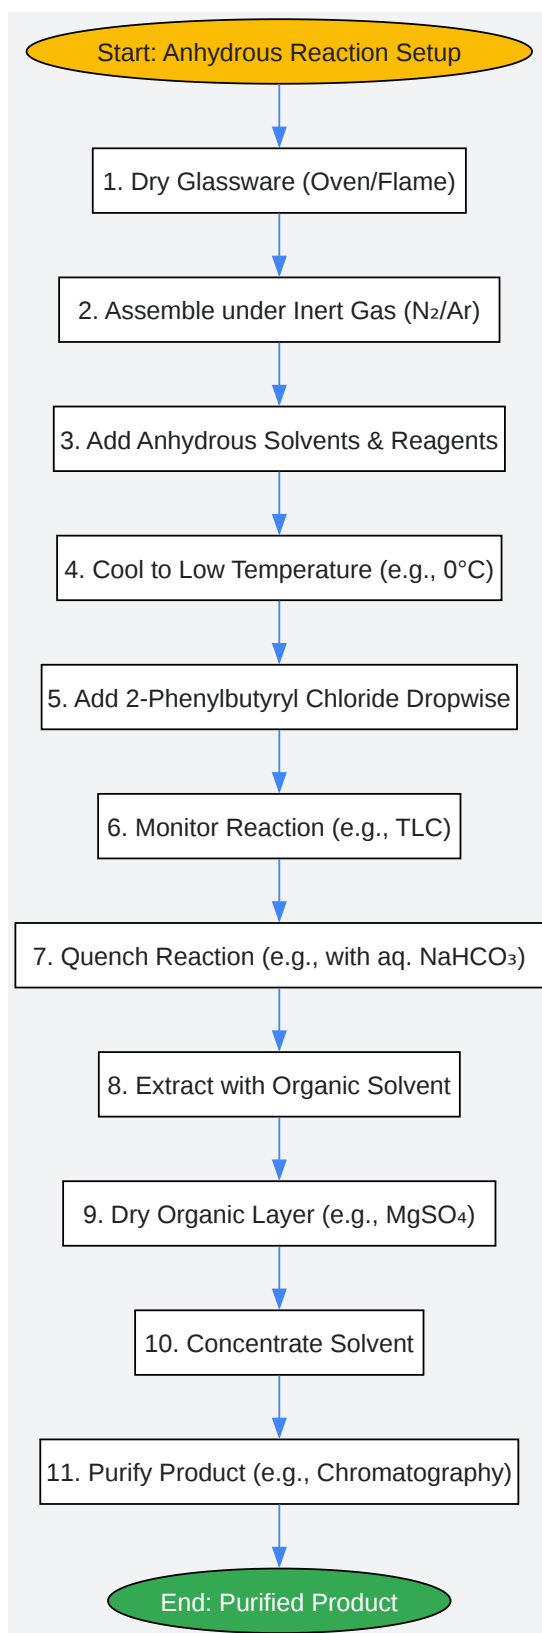 Start: Anhydrous Reaction Setup
1. Dry Glassware (Oven/Flame)
2. Assemble under Inert Gas (N₂/Ar)
3. Add Anhydrous Solvents & Reagents
4. Cool to Low Temperature (e.g., 0°C)
5. Add 2-Phenylbutyryl Chloride Dropwise
6. Monitor Reaction (e.g., TLC)
7. Quench Reaction (e.g., with aq. NaHCO₃)
8. Extract with Organic Solvent
9. Dry Organic Layer (e.g., MgSO₄)
10. Concentrate Solvent
11. Purify Product (e.g., Chromatography)
End: Purified Product